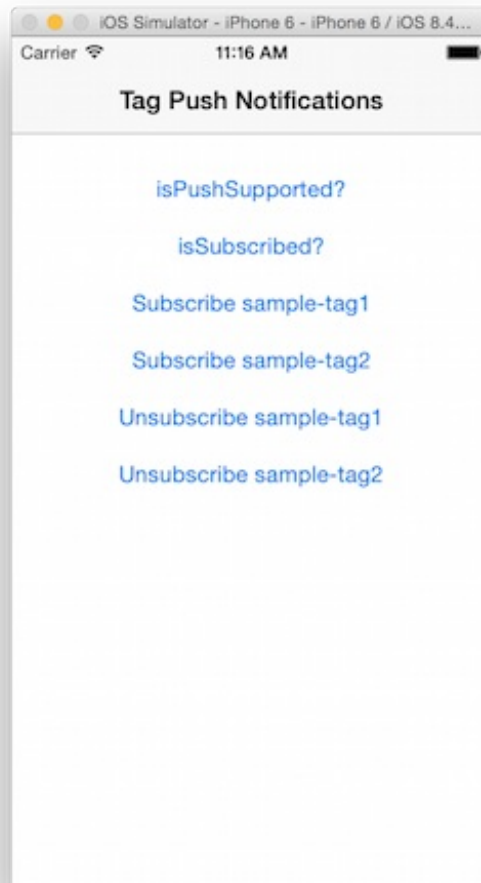 iOS Simulator - iPhone 6 - iPhone 6 / iOS 8.4...
Carrier 11:16 AM
Tag Push Notifications
isPushSupported?
isSubscribed?
Subscribe sample-tag1
Subscribe sample-tag2
Unsubscribe sample-tag1
Unsubscribe sample-tag2